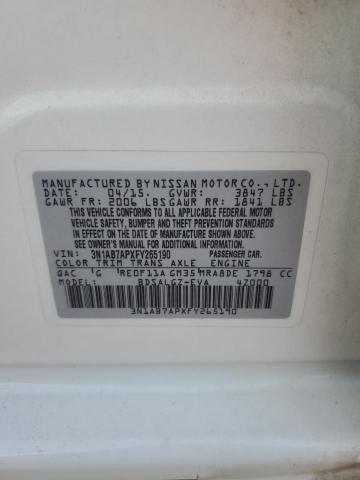 MANUFACTURED BY NISSAN MOTOR CO., LTD.
DATE: 04/15. GVWR: 3847 LBS
GAWR FR: 2006 LBS GAWR RR: 1841 LBS
THIS VEHICLE CONFORMS TO ALL APPLICABLE FEDERAL MOTOR
VEHICLE SAFETY, BUMPER AND THEFT PREVENTION
STANDARDS IN EFFECT ON THE DATE OF MANUFACTURE SHOWN ABOVE.
SEE OWNER'S MANUAL FOR ADDITIONAL INFORMATION.
VIN: 3N1AB7APXFY265190 PASSENGER CAR.
COLOR TRIM TRANS AXLE ENGINE
QAC G RE0F11A GM35 MRA8DE 1798 CC
MODEL: BDSALGZ-EVA 4Z000
3N1AB7APXFY265190